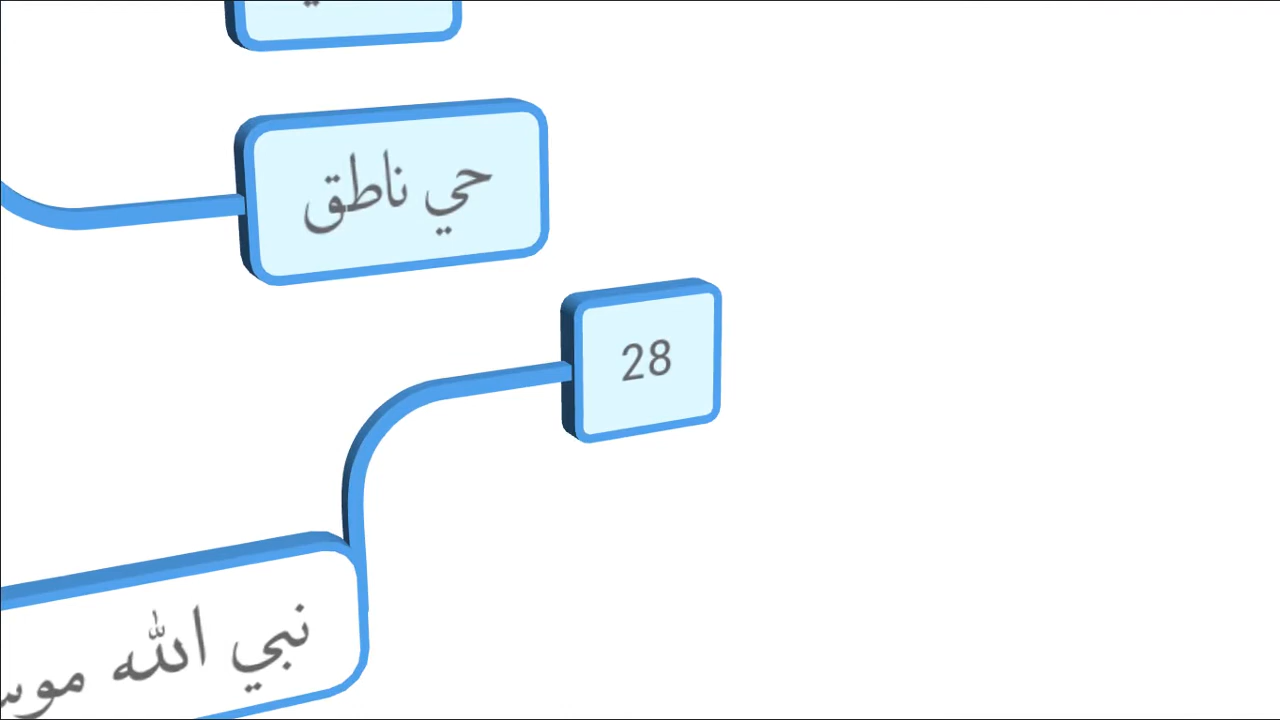 حي ناطق
28
نبي الله